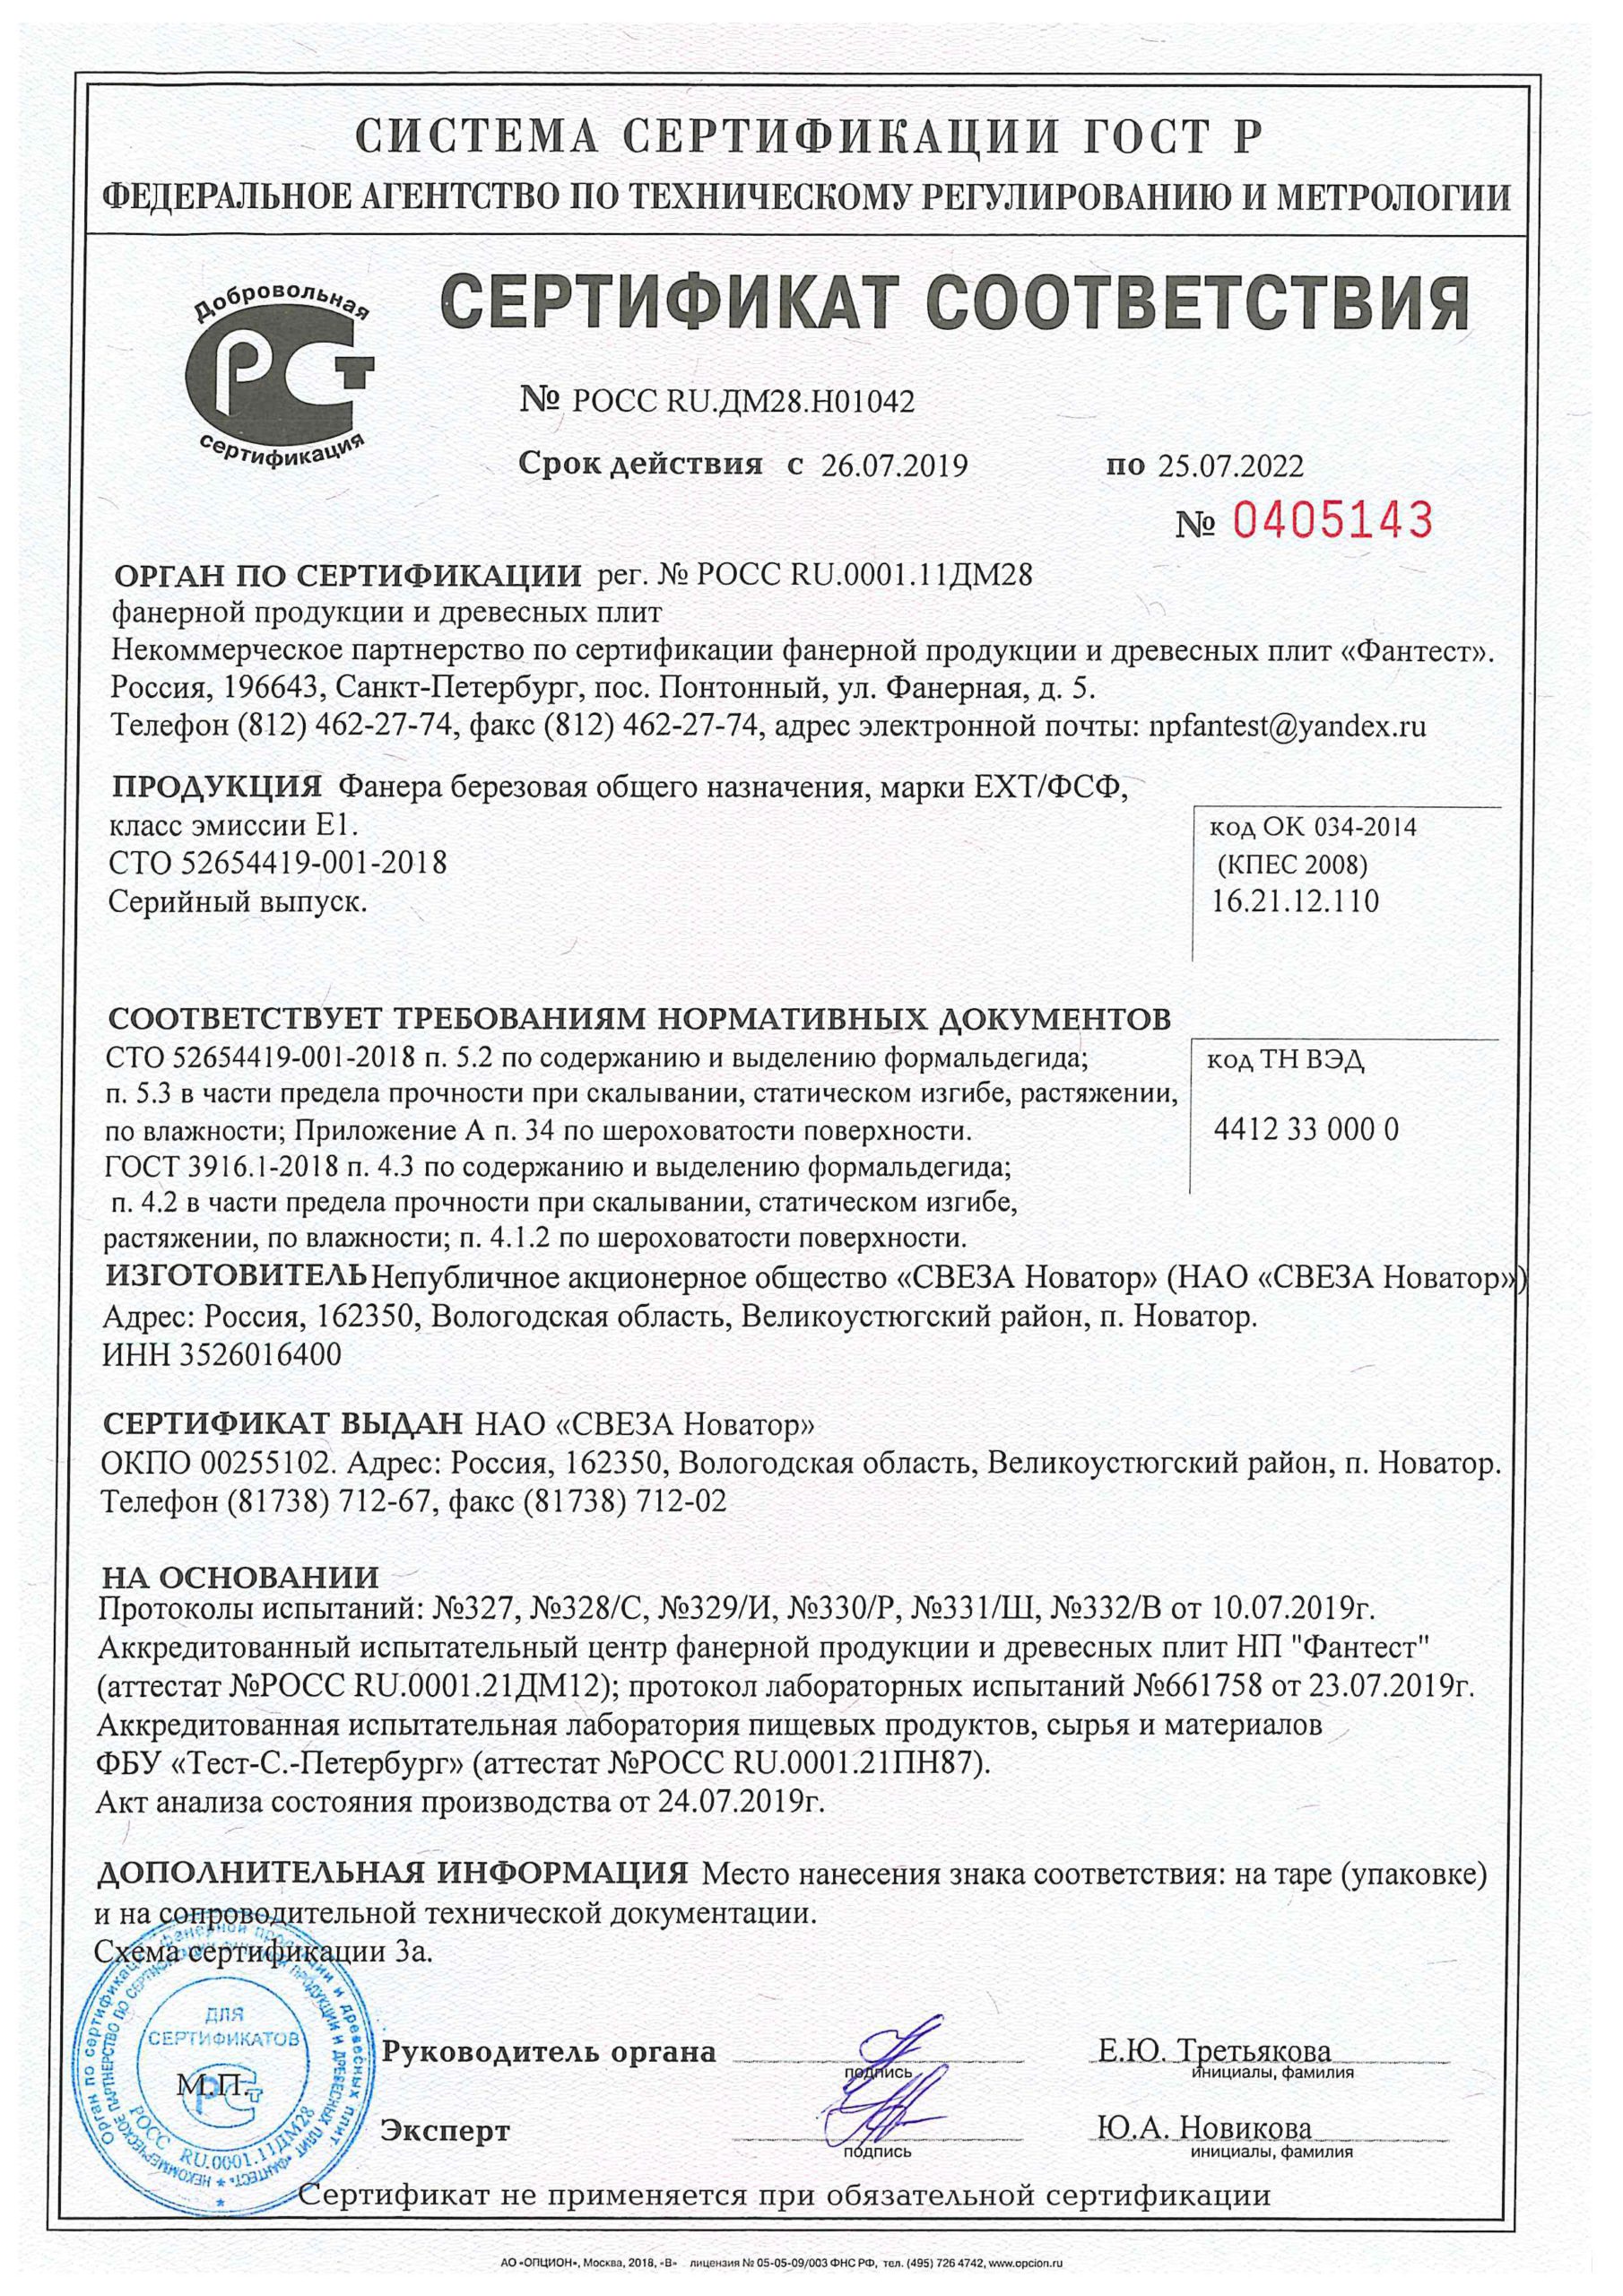 СИСТЕМА СЕРТИФИКАЦИИ ГОСТ Р
ФЕДЕРАЛЬНОЕ АГЕНТСТВО ПО ТЕХНИЧЕСКОМУ РЕГУЛИРОВАНИЮ И МЕТРОЛОГИИ
Добровольная
РСТ
сертификация
СЕРТИФИКАТ СООТВЕТСТВИЯ
№ РОСС RU.ДМ28.Н01042
Срок действия с 26.07.2019 по 25.07.2022
№ 0405143
ОРГАН ПО СЕРТИФИКАЦИИ рег. № РОСС RU.0001.11ДМ28
фанерной продукции и древесных плит
Некоммерческое партнерство по сертификации фанерной продукции и древесных плит «Фантест».
Россия, 196643, Санкт-Петербург, пос. Понтонный, ул. Фанерная, д. 5.
Телефон (812) 462-27-74, факс (812) 462-27-74, адрес электронной почты: npfantest@yandex.ru
ПРОДУКЦИЯ Фанера березовая общего назначения, марки EXT/ФСФ,
класс эмиссии Е1.
СТО 52654419-001-2018
Серийный выпуск.
код ОК 034-2014
(КПЕС 2008)
16.21.12.110
СООТВЕТСТВУЕТ ТРЕБОВАНИЯМ НОРМАТИВНЫХ ДОКУМЕНТОВ
СТО 52654419-001-2018 п. 5.2 по содержанию и выделению формальдегида;
п. 5.3 в части предела прочности при скалывании, статическом изгибе, растяжении,
по влажности; Приложение А п. 34 по шероховатости поверхности.
ГОСТ 3916.1-2018 п. 4.3 по содержанию и выделению формальдегида;
п. 4.2 в части предела прочности при скалывании, статическом изгибе,
растяжении, по влажности; п. 4.1.2 по шероховатости поверхности.
код ТН ВЭД
4412 33 000 0
ИЗГОТОВИТЕЛЬ Непубличное акционерное общество «СВЕЗА Новатор» (НАО «СВЕЗА Новатор»)
Адрес: Россия, 162350, Вологодская область, Великоустюгский район, п. Новатор.
ИНН 3526016400
СЕРТИФИКАТ ВЫДАН НАО «СВЕЗА Новатор»
ОКПО 00255102. Адрес: Россия, 162350, Вологодская область, Великоустюгский район, п. Новатор.
Телефон (81738) 712-67, факс (81738) 712-02
НА ОСНОВАНИИ
Протоколы испытаний: №327, №328/С, №329/И, №330/Р, №331/Ш, №332/В от 10.07.2019г.
Аккредитованный испытательный центр фанерной продукции и древесных плит НП "Фантест"
(аттестат №РОСС RU.0001.21ДМ12); протокол лабораторных испытаний №661758 от 23.07.2019г.
Аккредитованная испытательная лаборатория пищевых продуктов, сырья и материалов
ФБУ «Тест-С.-Петербург» (аттестат №РОСС RU.0001.21ПН87).
Акт анализа состояния производства от 24.07.2019г.
ДОПОЛНИТЕЛЬНАЯ ИНФОРМАЦИЯ Место нанесения знака соответствия: на таре (упаковке)
и на сопроводительной технической документации.
Схема сертификации 3а.
Орган по сертификации фанерной продукции и древесных плит
НЕКОММЕРЧЕСКОЕ ПАРТНЕРСТВО ПО СЕРТИФИКАЦИИ ФАНЕРНОЙ ПРОДУКЦИИ И ДРЕВЕСНЫХ ПЛИТ «ФАНТЕСТ»
ДЛЯ
СЕРТИФИКАТОВ
М.П.
РОСС RU.0001.11ДМ28
Руководитель органа
подпись
Е.Ю. Третьякова
инициалы, фамилия
Эксперт
подпись
Ю.А. Новикова
инициалы, фамилия
Сертификат не применяется при обязательной сертификации
АО «ОПЦИОН», Москва, 2018, «В» лицензия № 05-05-09/003 ФНС РФ, тел. (495) 726 4742, www.opcion.ru